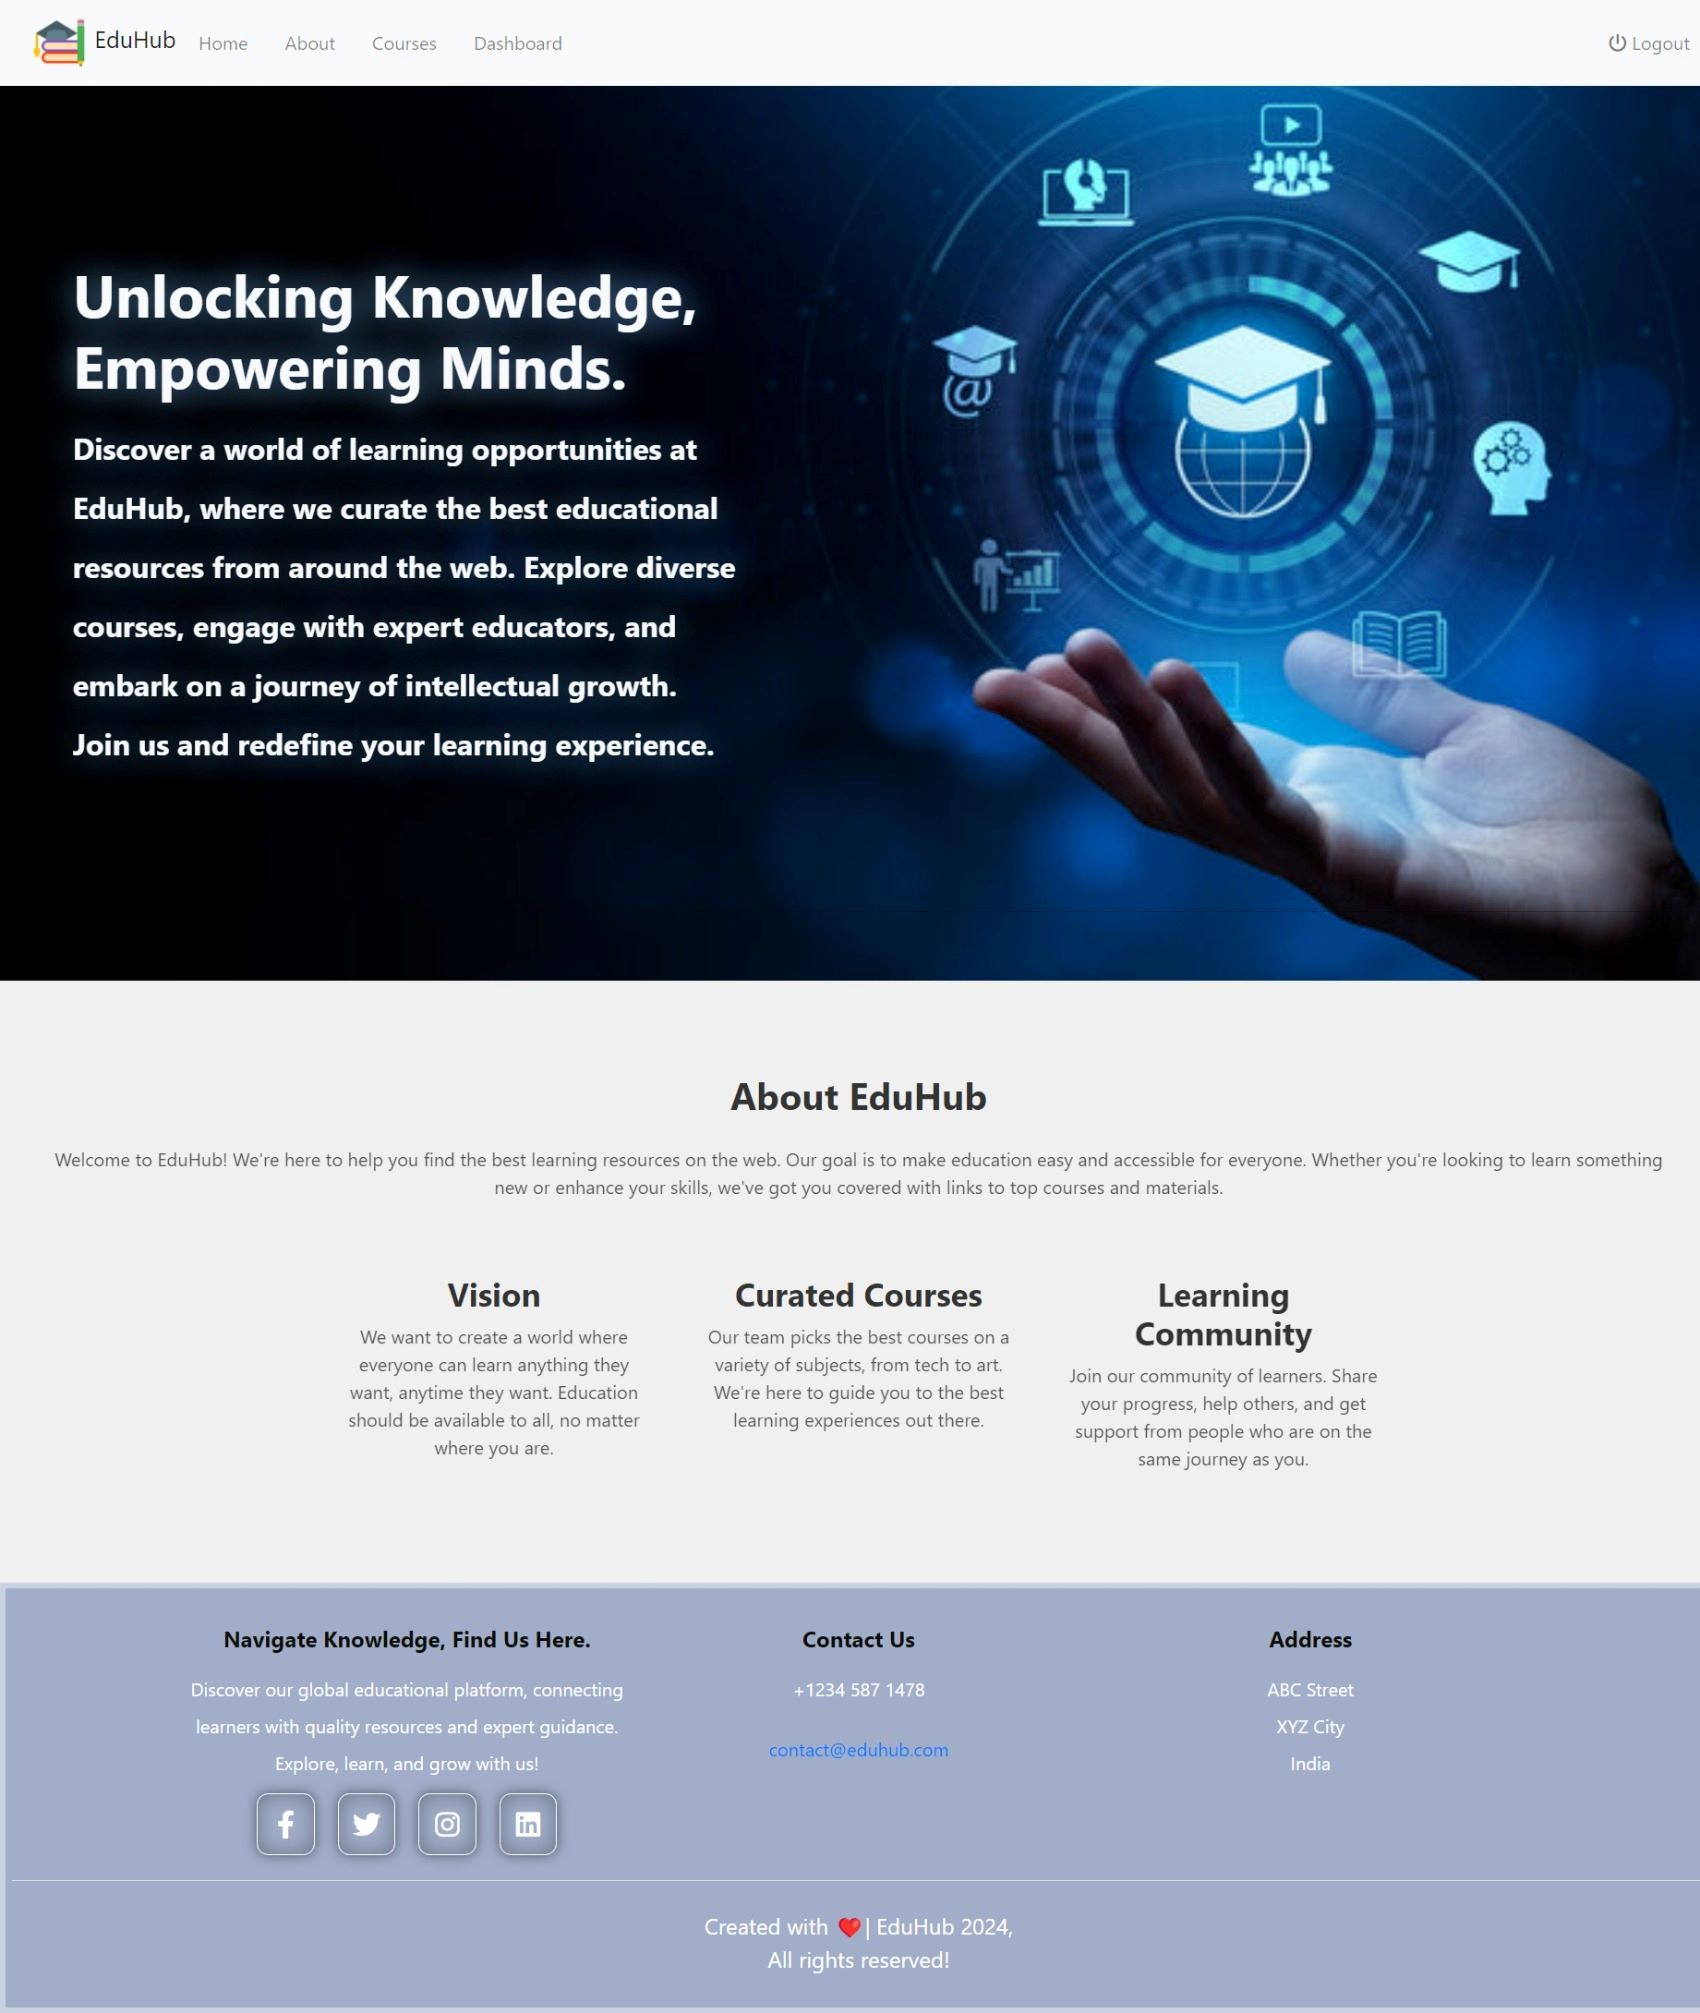 EduHub Home About Courses Dashboard Logout
Unlocking Knowledge,
Empowering Minds.
Discover a world of learning opportunities at
EduHub, where we curate the best educational
resources from around the web. Explore diverse
courses, engage with expert educators, and
embark on a journey of intellectual growth.
Join us and redefine your learning experience.
@
About EduHub
Welcome to EduHub! We're here to help you find the best learning resources on the web. Our goal is to make education easy and accessible for everyone. Whether you're looking to learn something
new or enhance your skills, we've got you covered with links to top courses and materials.
Vision
We want to create a world where
everyone can learn anything they
want, anytime they want. Education
should be available to all, no matter
where you are.
Curated Courses
Our team picks the best courses on a
variety of subjects, from tech to art.
We're here to guide you to the best
learning experiences out there.
Learning
Community
Join our community of learners. Share
your progress, help others, and get
support from people who are on the
same journey as you.
Navigate Knowledge, Find Us Here.
Discover our global educational platform, connecting
learners with quality resources and expert guidance.
Explore, learn, and grow with us!
Contact Us
+1234 587 1478
contact@eduhub.com
Address
ABC Street
XYZ City
India
Created with ❤️| EduHub 2024,
All rights reserved!